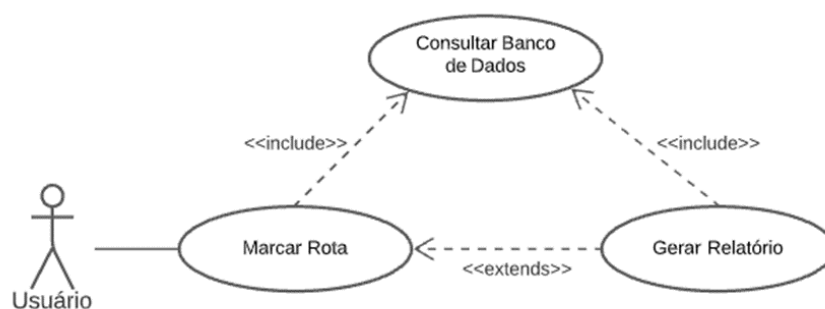 Consultar Banco
de Dados
<<include>>
<<include>>
Marcar Rota
Gerar Relatório
<<extends>>
Usuário